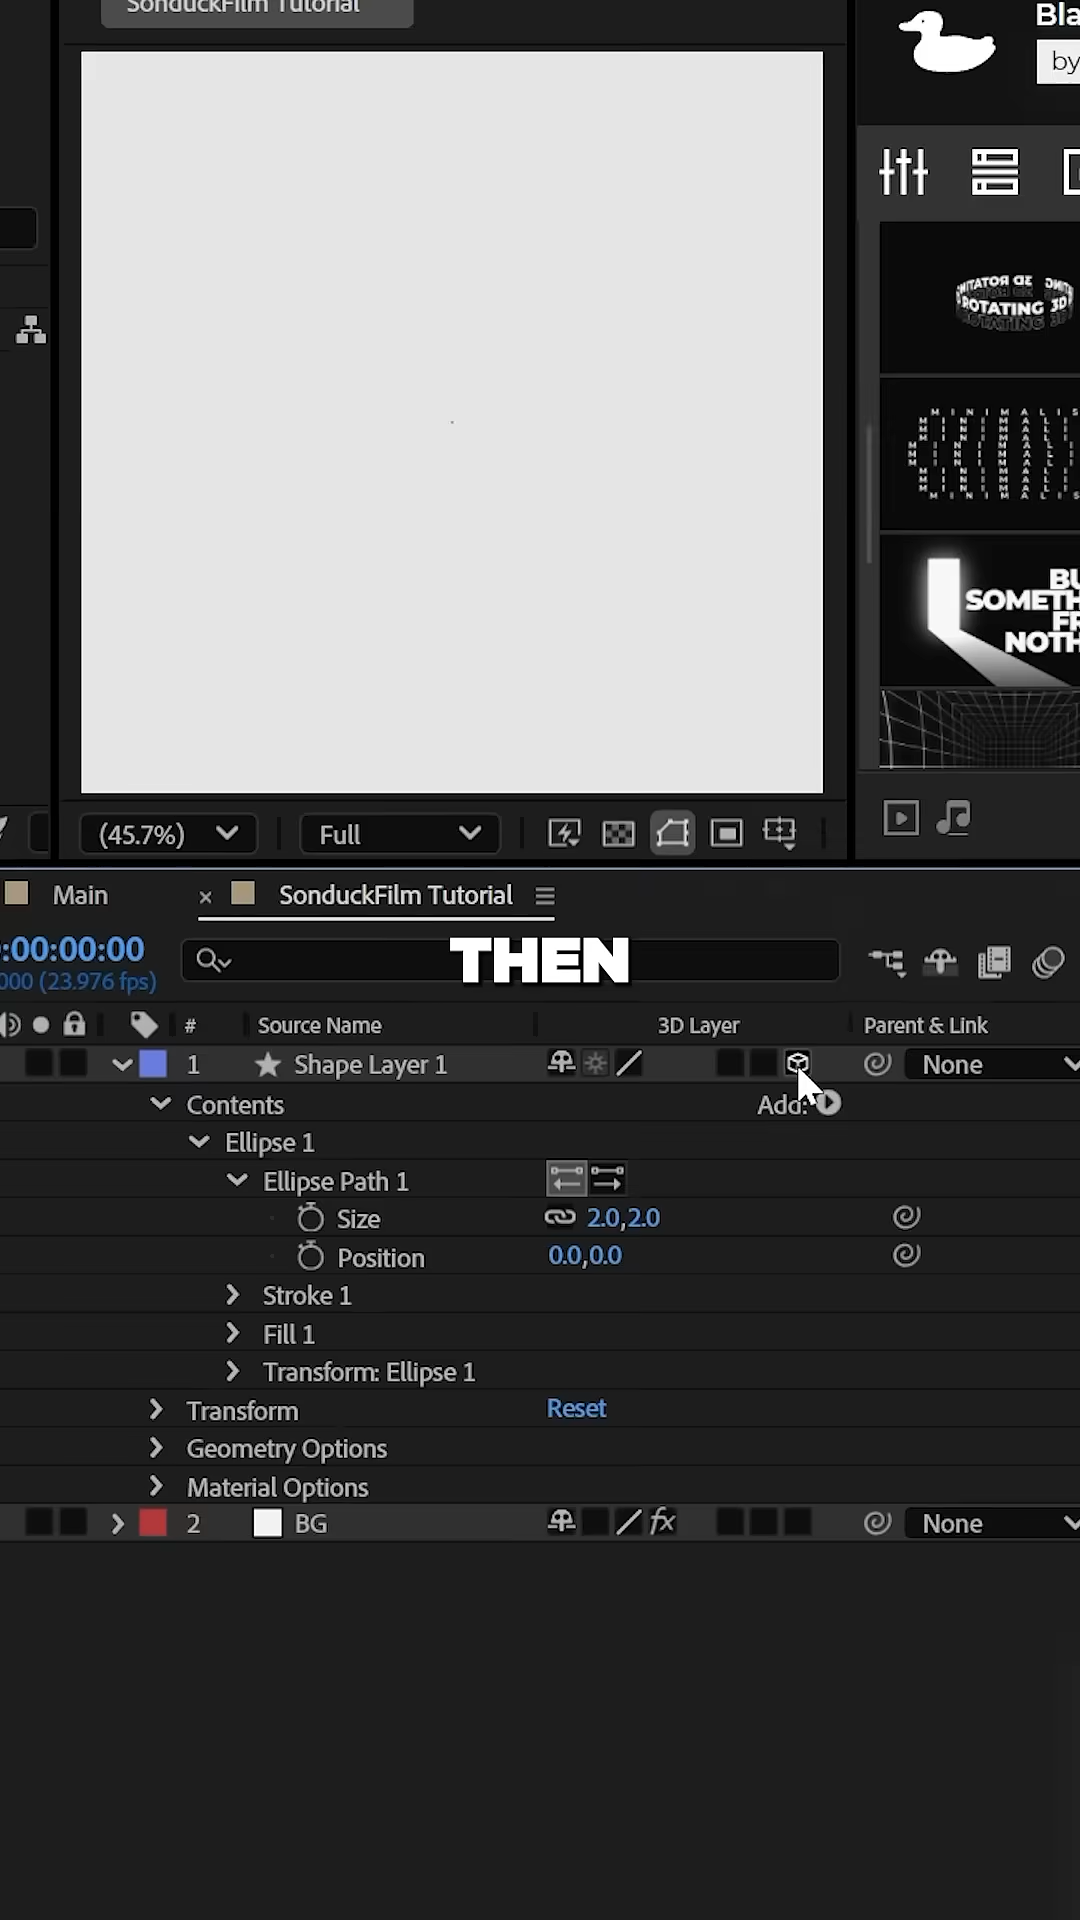 SonduckFilm Tutorial
Bla
by
ROTATING 3D
BU
SOMETH
FR
NOTH
(45.7%)
Full
Main
× SonduckFilm Tutorial
:00:00:00
000 (23.976 fps)
THEN
# Source Name 3D Layer Parent & Link
1 Shape Layer 1 None
Contents Add:
Ellipse 1
Ellipse Path 1
Size 2.0,2.0
Position 0.0,0.0
Stroke 1
Fill 1
Transform: Ellipse 1
Transform Reset
Geometry Options
Material Options
2 BG fx None